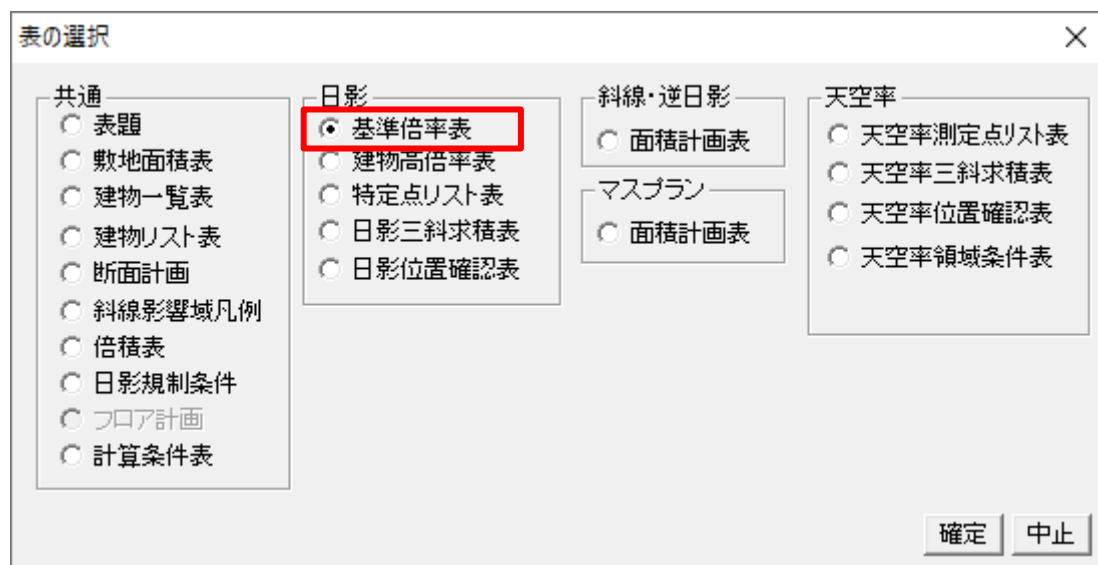 表の選択
共通
表題
敷地面積表
建物一覧表
建物リスト表
断面計画
斜線影響域凡例
倍積表
日影規制条件
フロア計画
計算条件表
日影
基準倍率表
建物高倍率表
特定点リスト表
日影三斜求積表
日影位置確認表
斜線・逆日影
面積計画表
マスプラン
面積計画表
天空率
天空率測定点リスト表
天空率三斜求積表
天空率位置確認表
天空率領域条件表
確定
中止